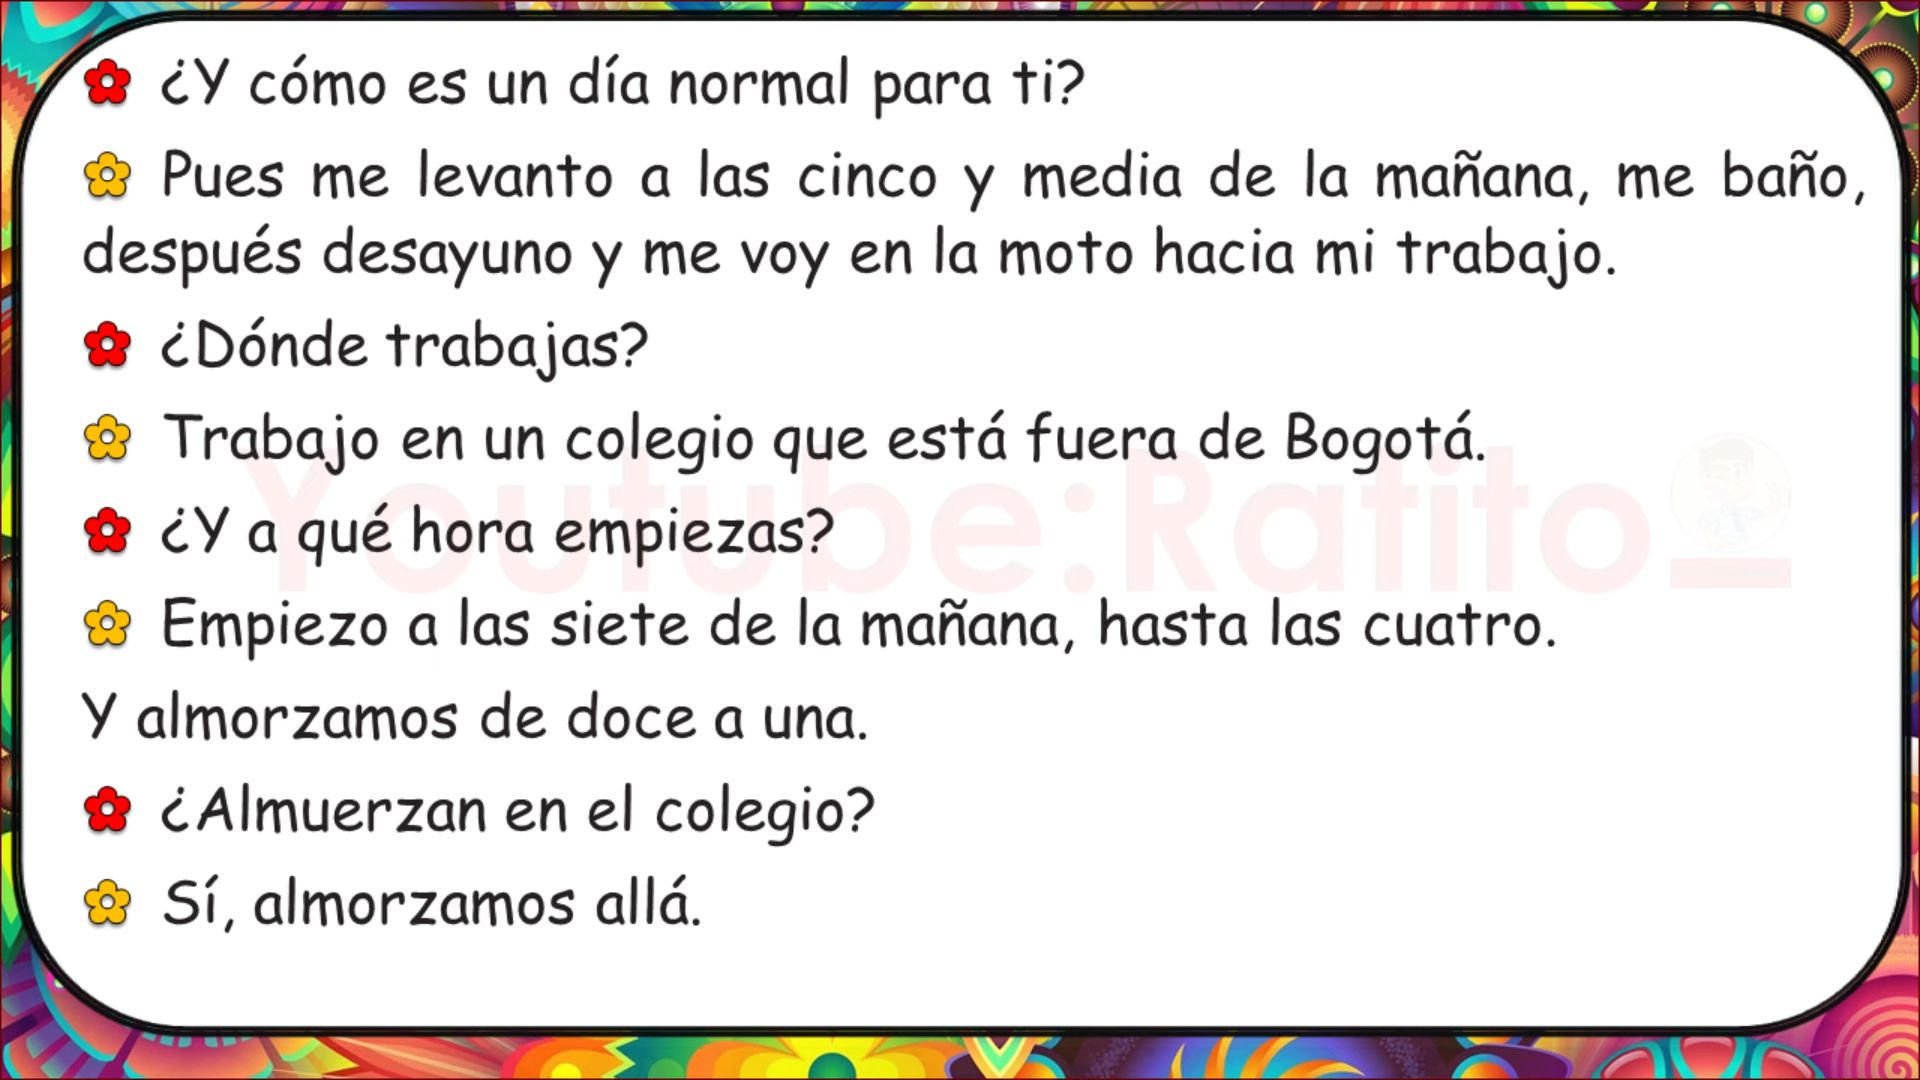 ¿Y cómo es un día normal para ti?
Pues me levanto a las cinco y media de la mañana, me baño,
después desayuno y me voy en la moto hacia mi trabajo.
¿Dónde trabajas?
Trabajo en un colegio que está fuera de Bogotá.
Youtube:Ratito
¿Y a qué hora empiezas?
Empiezo a las siete de la mañana, hasta las cuatro.
Y almorzamos de doce a una.
¿Almuerzan en el colegio?
Sí, almorzamos allá.